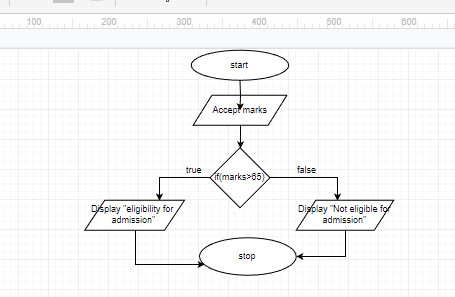 100 200 300 400 500 600
start
Accept marks
if(marks>65)
true
false
Display "eligibility for
admission"
Display "Not eligible for
admission"
stop